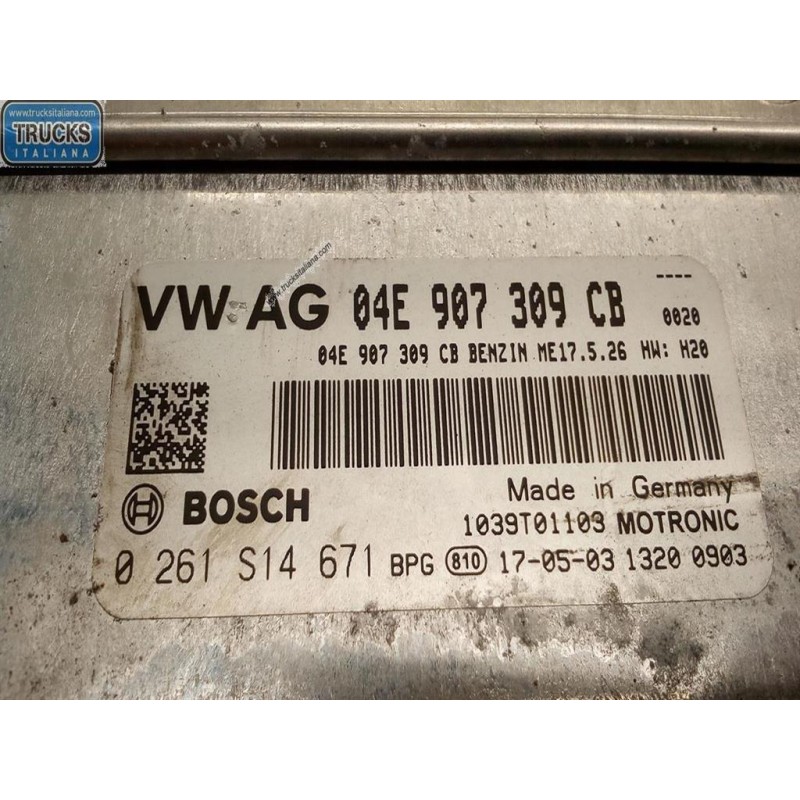 www.trucksitaliana.com
TRUCKS
ITALIANA
trucksitaliana.com
----
VW AG 04E 907 309 CB 0020
04E 907 309 CB BENZIN ME17.5.26 HW: H20
BOSCH
Made in Germany
1039T01103 MOTRONIC
0 261 S14 671 BPG 810 17-05-03 1320 0903